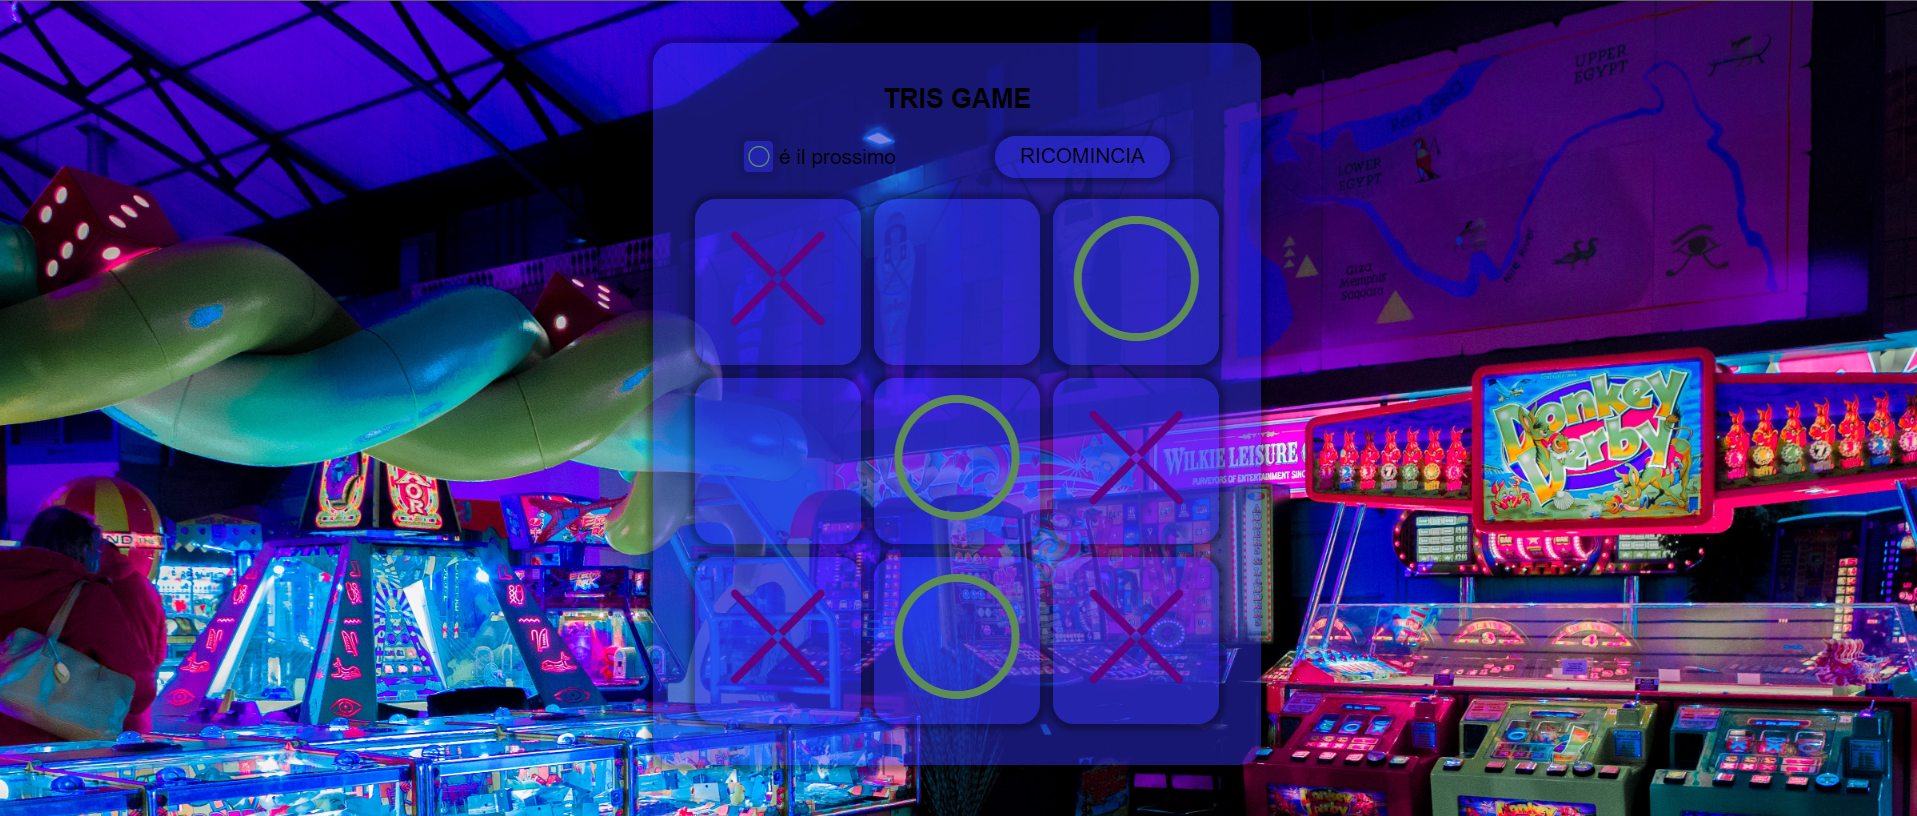 TRIS GAME
é il prossimo
RICOMINCIA
UPPER
EGYPT
Red Sea
LOWER
EGYPT
Nile River
Giza
Memphis
Saqqara
WILKIE LEISURE
PURVEYORS OF ENTERTAINMENT SINC
Donkey
Derby